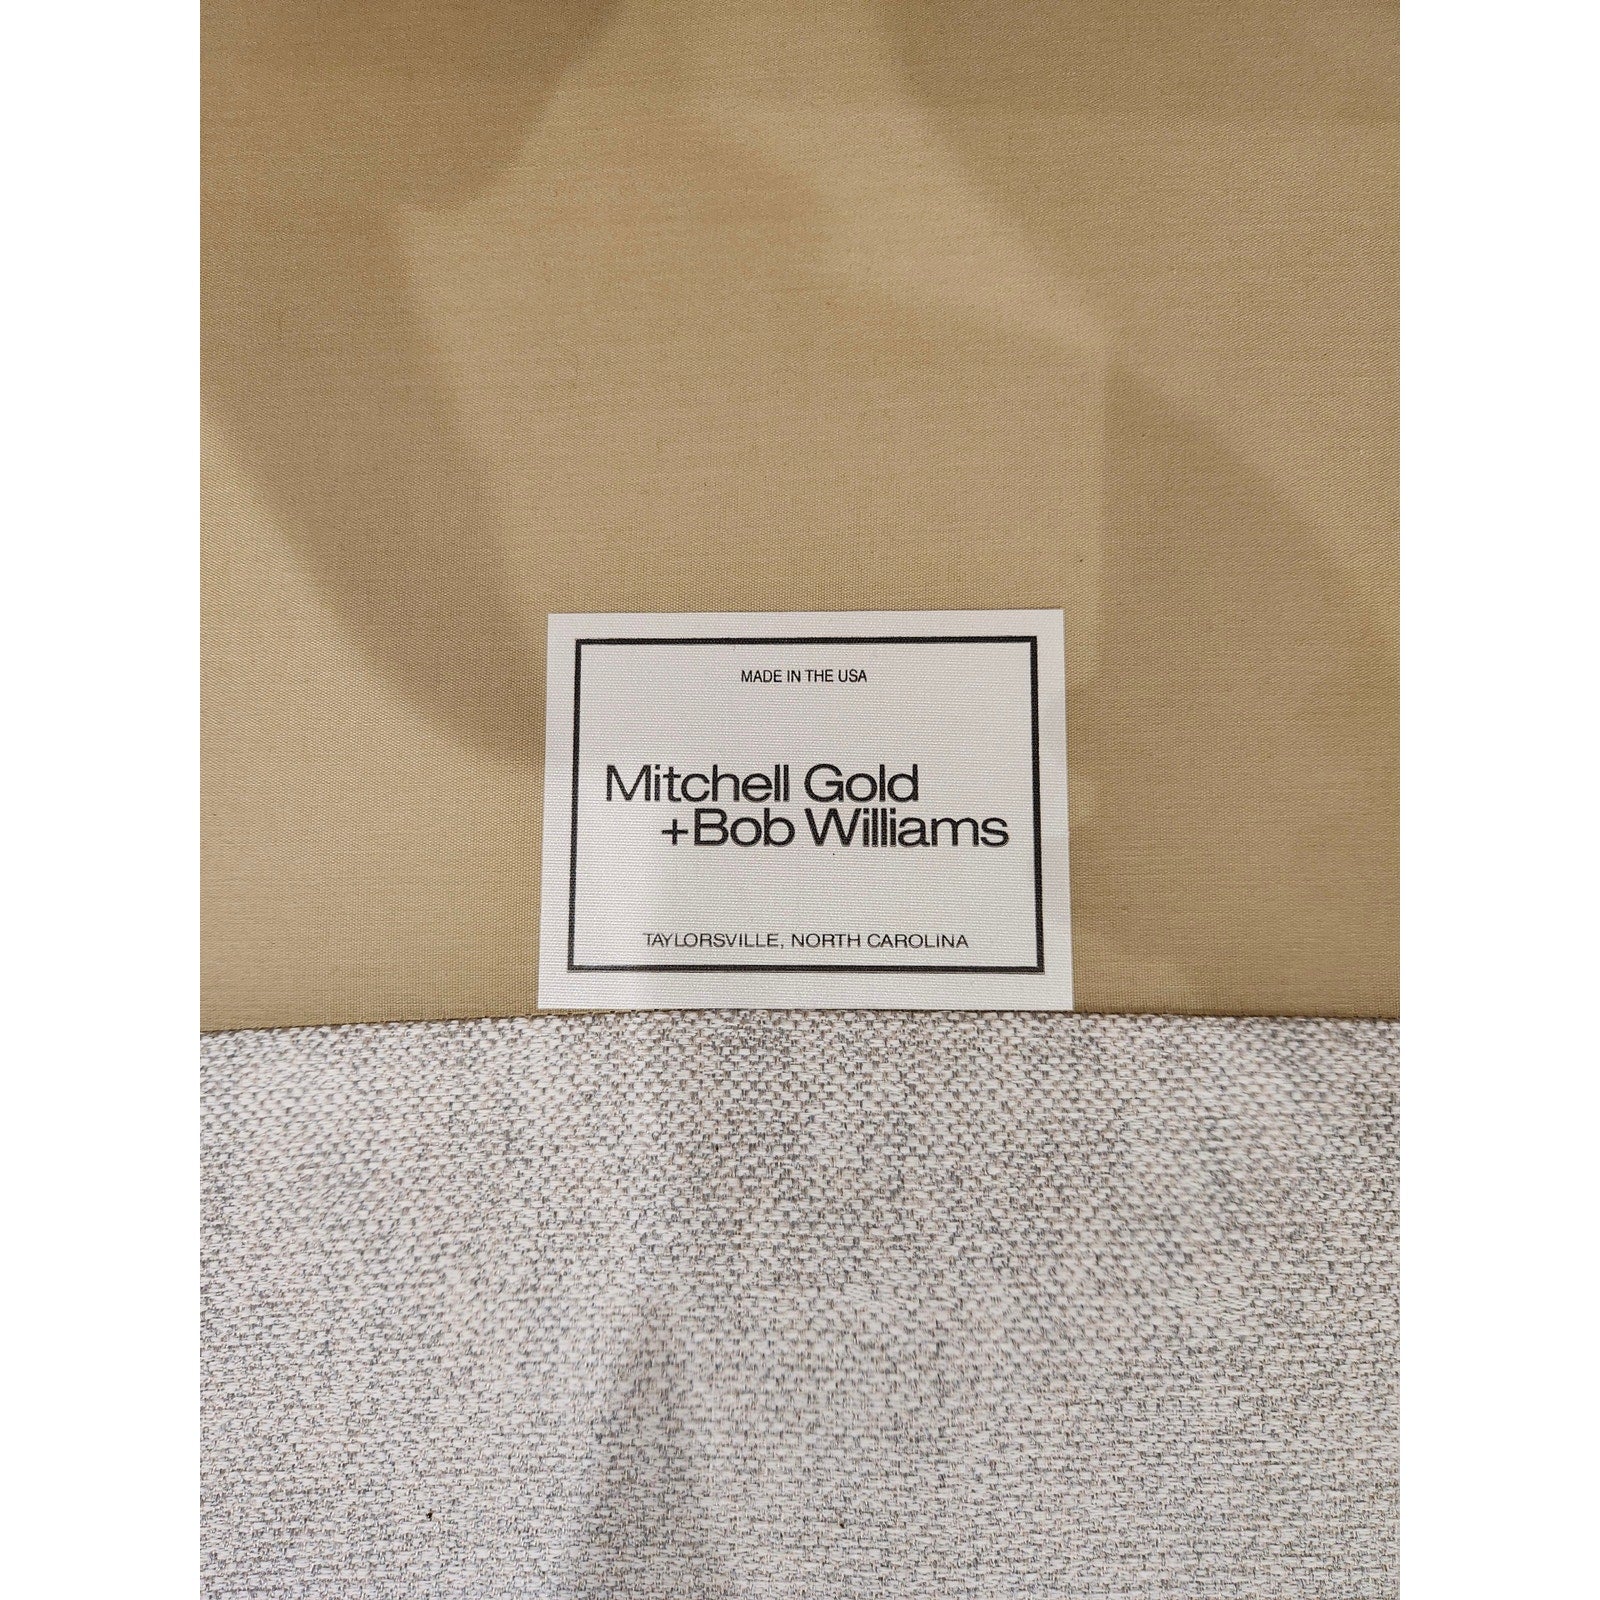 MADE IN THE USA
Mitchell Gold
+Bob Williams
TAYLORSVILLE, NORTH CAROLINA